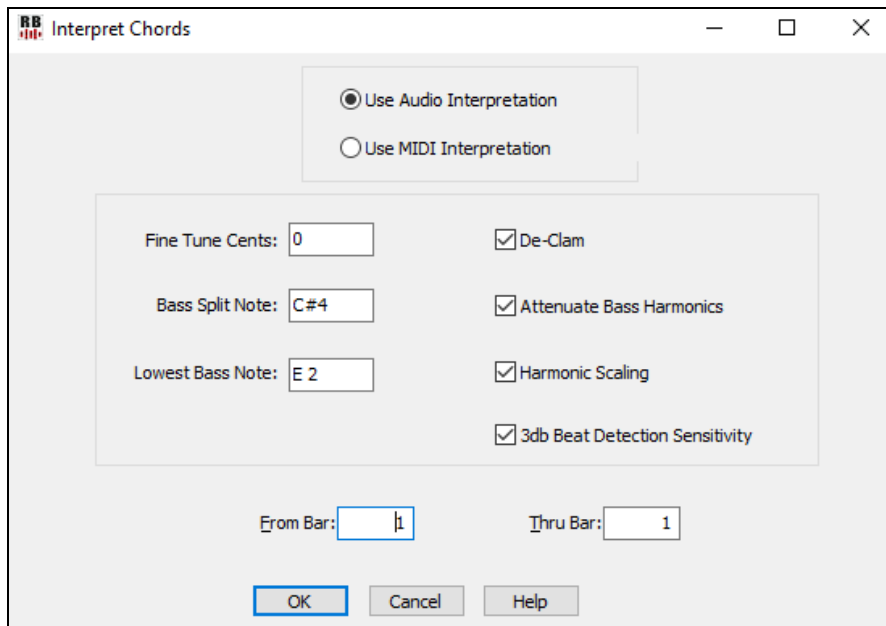 RB Interpret Chords
Use Audio Interpretation
Use MIDI Interpretation
Fine Tune Cents: 0
De-Clam
Bass Split Note: C#4
Attenuate Bass Harmonics
Lowest Bass Note: E 2
Harmonic Scaling
3db Beat Detection Sensitivity
From Bar: 1 Thru Bar: 1
OK Cancel Help